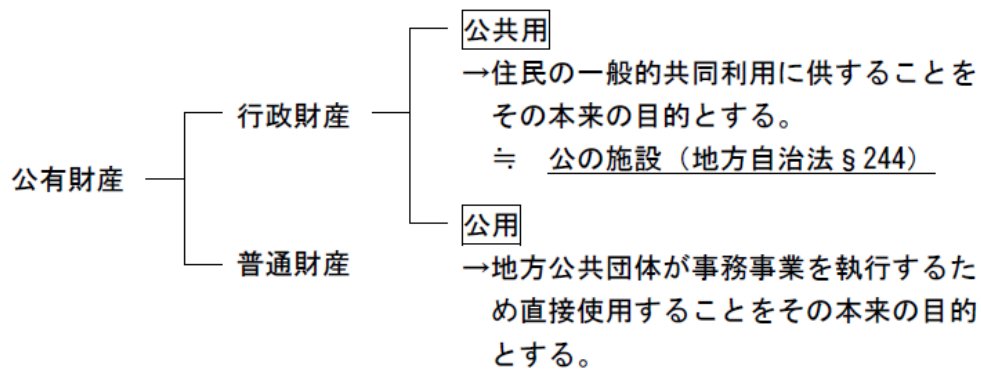 公共用
→住民の一般的共同利用に供することを
その本来の目的とする。
≒ 公の施設（地方自治法§244）
行政財産
公有財産
普通財産
公用
→地方公共団体が事務事業を執行するた
め直接使用することをその本来の目的
とする。